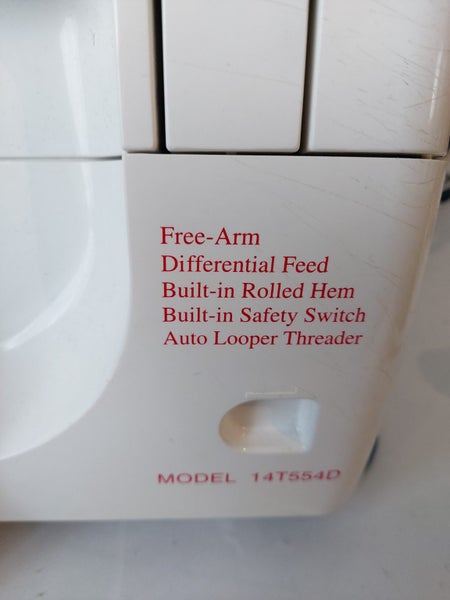 Free-Arm
Differential Feed
Built-in Rolled Hem
Built-in Safety Switch
Auto Looper Threader
MODEL 14T554D